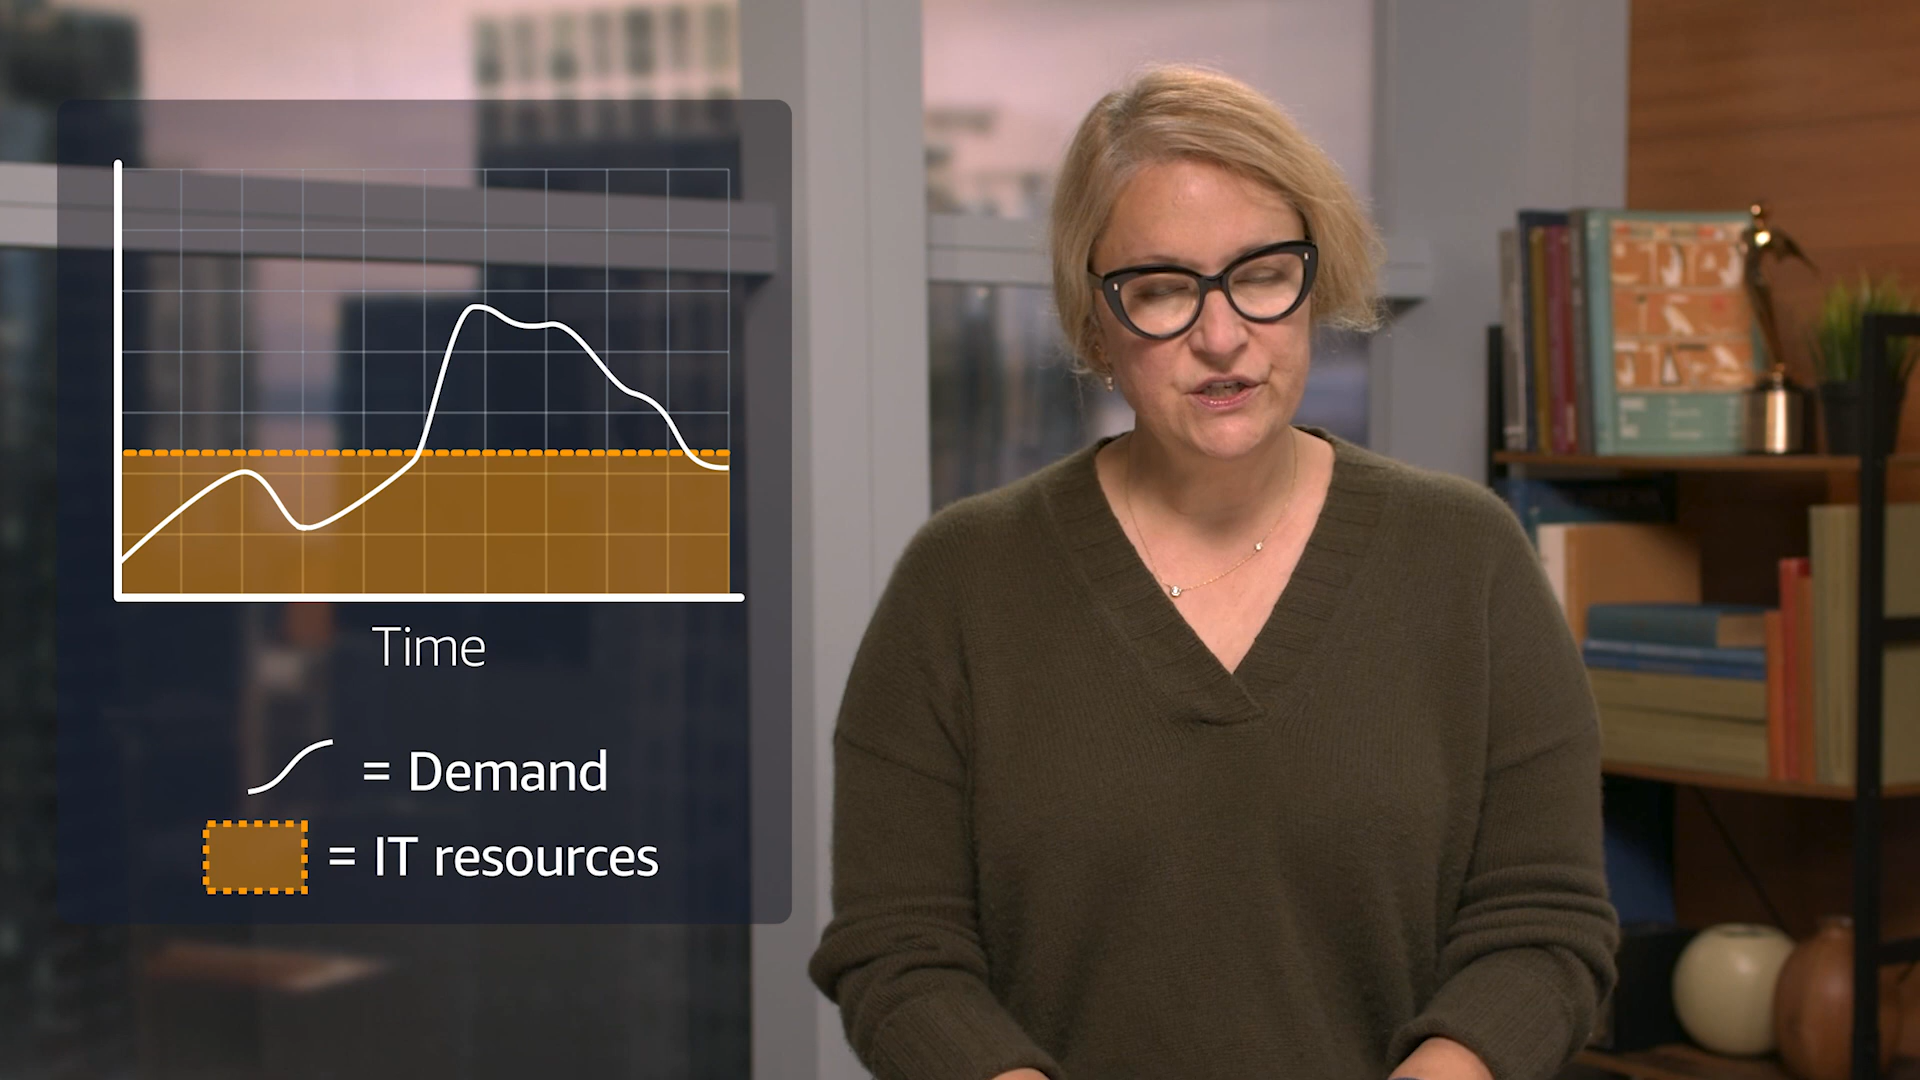 Time
= Demand
= IT resources